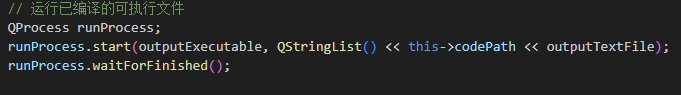 // 运行已编译的可执行文件
QProcess runProcess;
runProcess.start(outputExecutable, QStringList() << this->codePath << outputTextFile);
runProcess.waitForFinished();